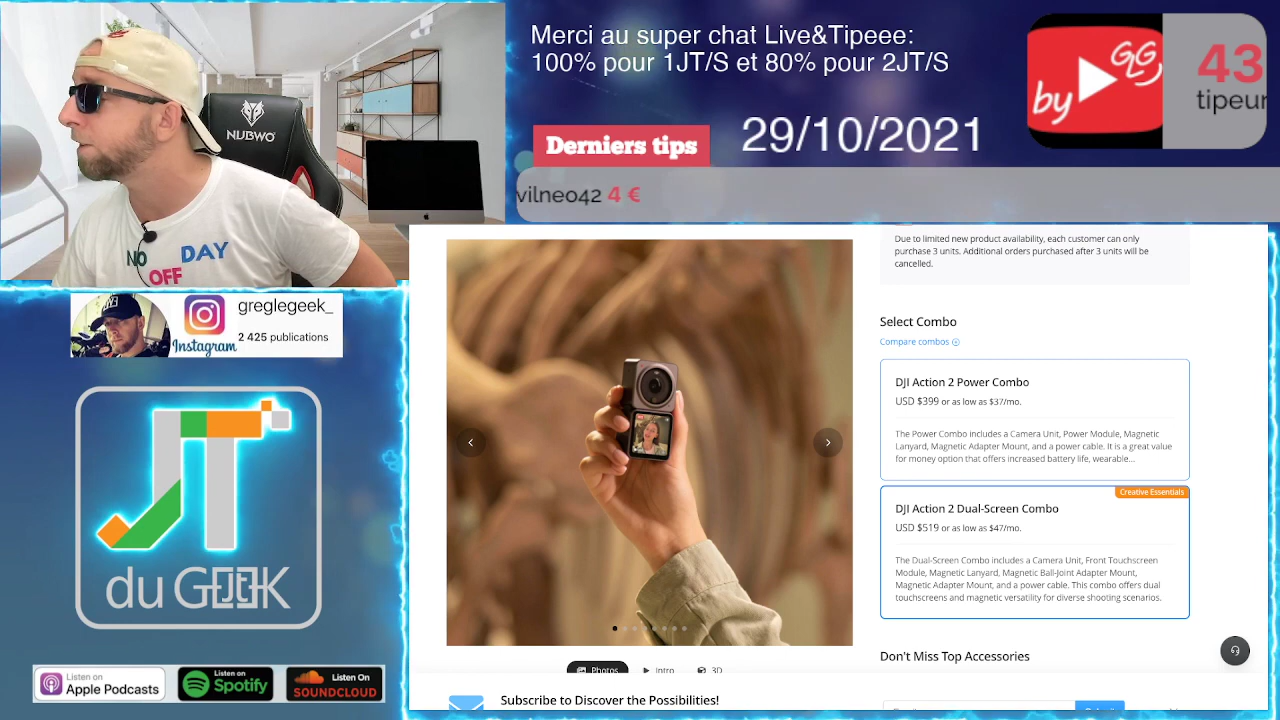 NUBWO
NO
DAY
OFF
Merci au super chat Live&Tipeee:
100% pour 1JT/S et 80% pour 2JT/S
by GLG
43
Derniers tips
29/10/2021
vilneo42 4 €
greglegeek_
Instagram
2 425 publications
JT
du GEEK
Listen on
Apple Podcasts
Listen on
Spotify
Listen On
SOUNDCLOUD
Due to limited new product availability, each customer can only
purchase 3 units. Additional orders purchased after 3 units will be
cancelled.
Select Combo
Compare combos
DJI Action 2 Power Combo
USD $399 or as low as $37/mo.
The Power Combo includes a Camera Unit, Power Module, Magnetic
Lanyard, Magnetic Adapter Mount, and a power cable. It is a great value
for money option that offers increased battery life, wearable...
Creative Essentials
DJI Action 2 Dual-Screen Combo
USD $519 or as low as $47/mo.
The Dual-Screen Combo includes a Camera Unit, Front Touchscreen
Module, Magnetic Lanyard, Magnetic Ball-Joint Adapter Mount,
Magnetic Adapter Mount, and a power cable. This combo offers dual
touchscreens and magnetic versatility for diverse shooting scenarios.
Don't Miss Top Accessories
Photos
Intro
3D
Subscribe to Discover the Possibilities!